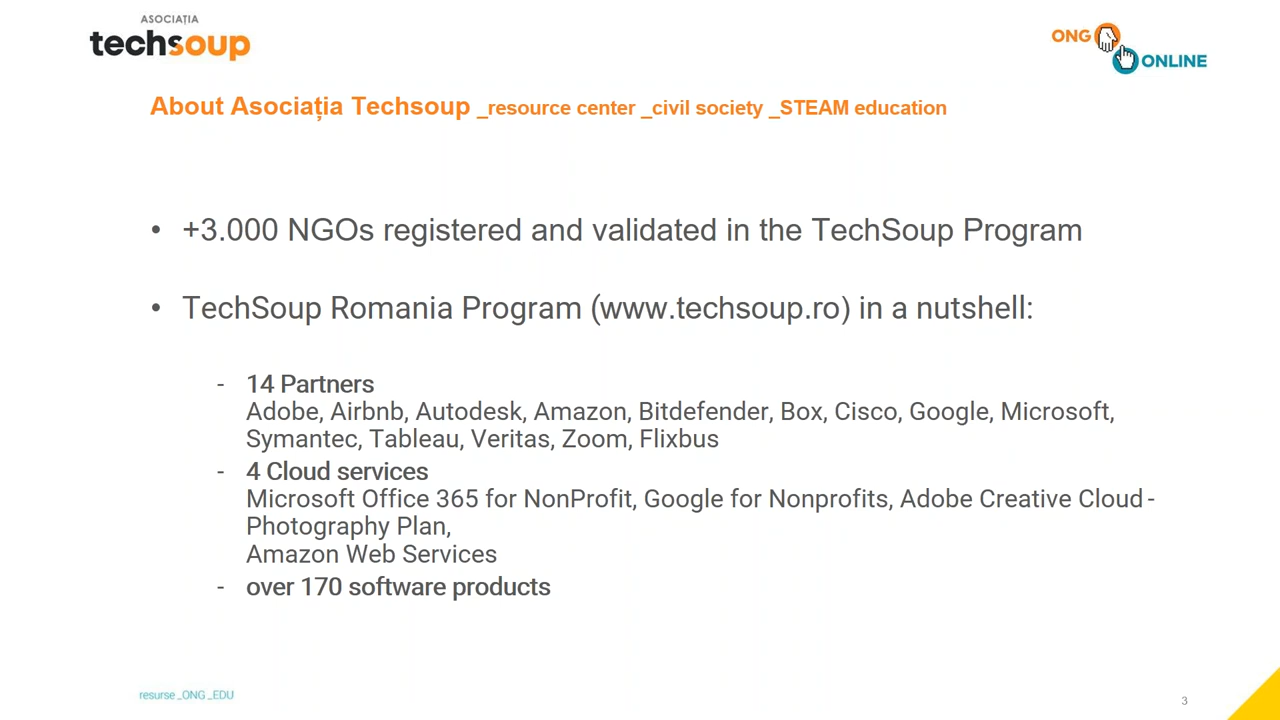 ASOCIAȚIA
techsoup
ONG
ONLINE
About Asociația Techsoup _resource center _civil society _STEAM education
• +3.000 NGOs registered and validated in the TechSoup Program
• TechSoup Romania Program (www.techsoup.ro) in a nutshell:
- 14 Partners
Adobe, Airbnb, Autodesk, Amazon, Bitdefender, Box, Cisco, Google, Microsoft,
Symantec, Tableau, Veritas, Zoom, Flixbus
- 4 Cloud services
Microsoft Office 365 for NonProfit, Google for Nonprofits, Adobe Creative Cloud -
Photography Plan,
Amazon Web Services
- over 170 software products
resurse _ONG _EDU
3